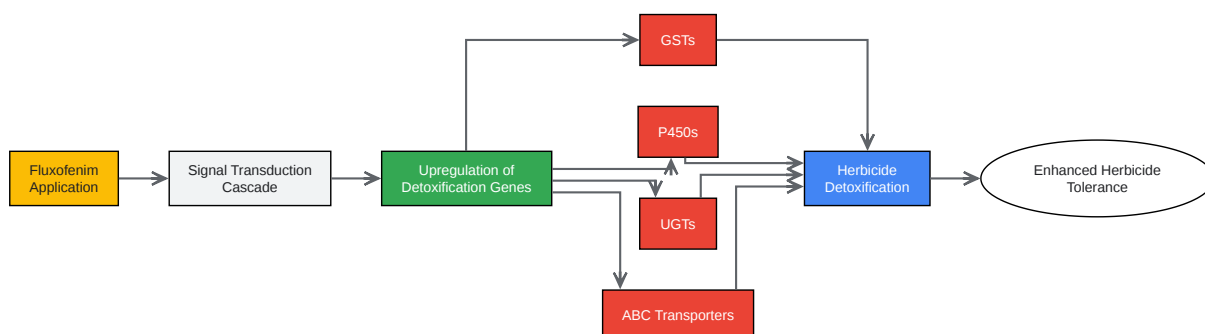 GSTs
P450s
Fluxofenim
Application
Signal Transduction
Cascade
Upregulation of
Detoxification Genes
Herbicide
Detoxification
Enhanced Herbicide
Tolerance
UGTs
ABC Transporters